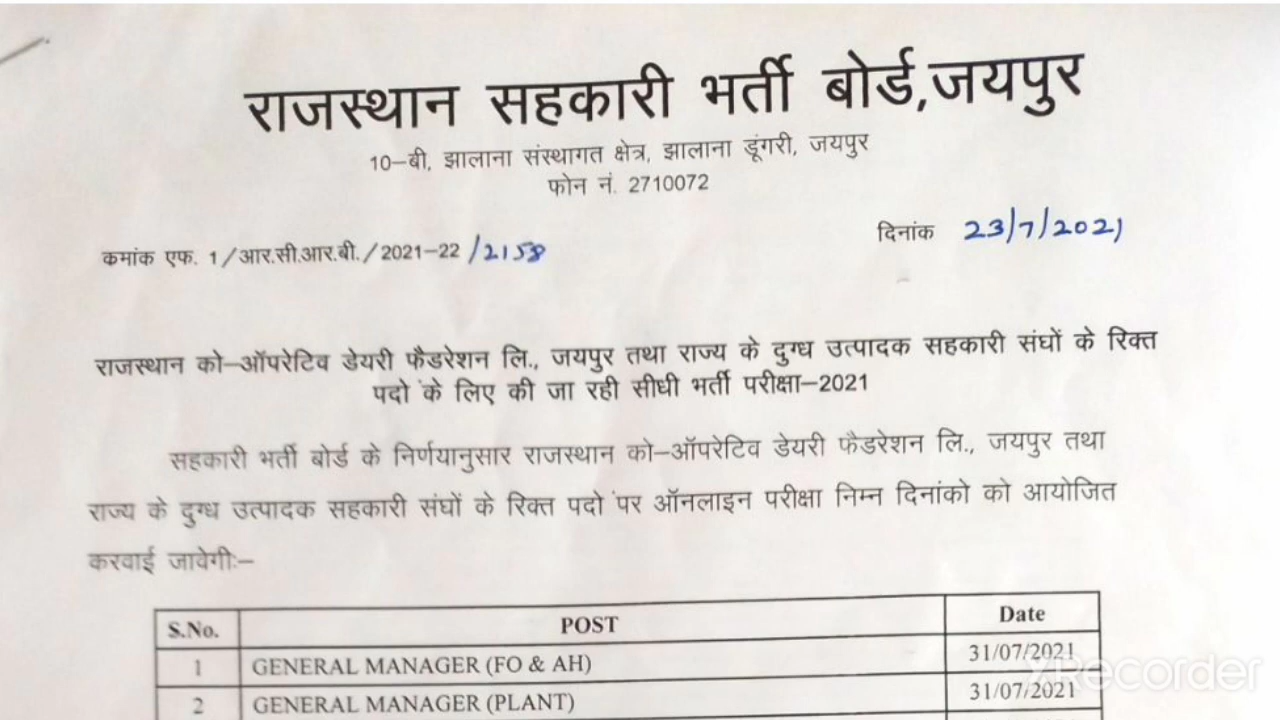 राजस्थान सहकारी भर्ती बोर्ड,जयपुर
10–बी, झालाना संस्थागत क्षेत्र, झालाना डूंगरी, जयपुर
फोन नं. 2710072
दिनांक 23/7/2021
कमांक एफ. 1/आर.सी.आर.बी./2021–22/2158
राजस्थान को–ऑपरेटिव डेयरी फैडरेशन लि., जयपुर तथा राज्य के दुग्ध उत्पादक सहकारी संघों के रिक्त
पदो के लिए की जा रही सीधी भर्ती परीक्षा–2021
सहकारी भर्ती बोर्ड के निर्णयानुसार राजस्थान को–ऑपरेटिव डेयरी फैडरेशन लि., जयपुर तथा
राज्य के दुग्ध उत्पादक सहकारी संघों के रिक्त पदो पर ऑनलाइन परीक्षा निम्न दिनांको को आयोजित
करवाई जावेगीः–
S.No. POST Date
1 GENERAL MANAGER (FO & AH) 31/07/2021
2 GENERAL MANAGER (PLANT) 31/07/2021
XRecorder